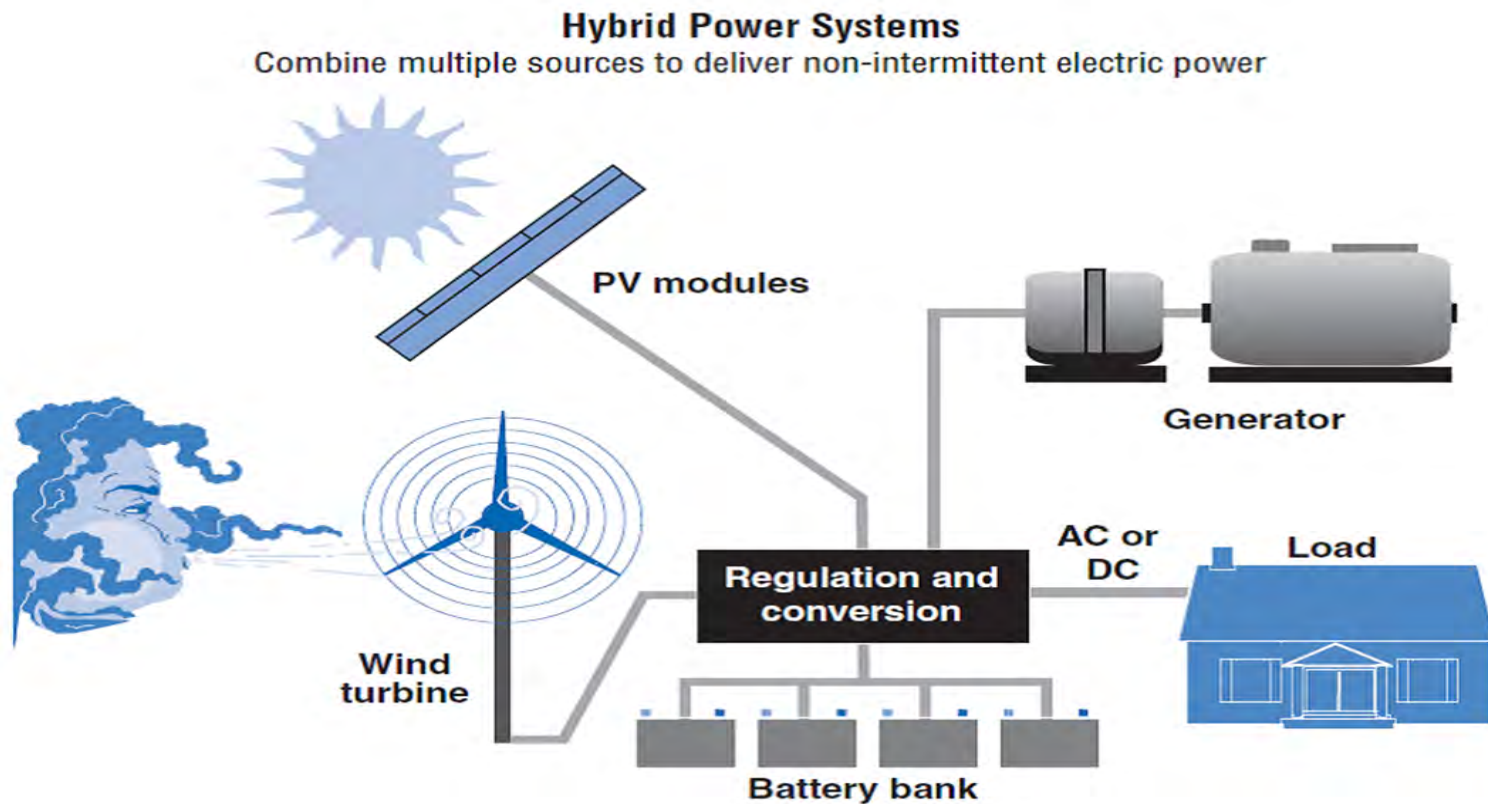 Hybrid Power Systems
Combine multiple sources to deliver non-intermittent electric power
PV modules
Generator
AC or
DC
Load
Regulation and
conversion
Wind
turbine
Battery bank